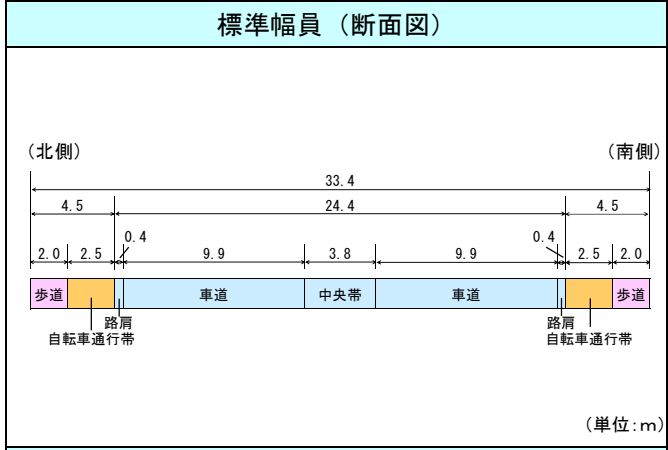 標準幅員（断面図）
（北側）
（南側）
33.4
4.5
24.4
4.5
0.4
0.4
2.0
2.5
9.9
3.8
9.9
2.5
2.0
歩道
車道
中央帯
車道
歩道
路肩
路肩
自転車通行帯
自転車通行帯
（単位:ｍ）